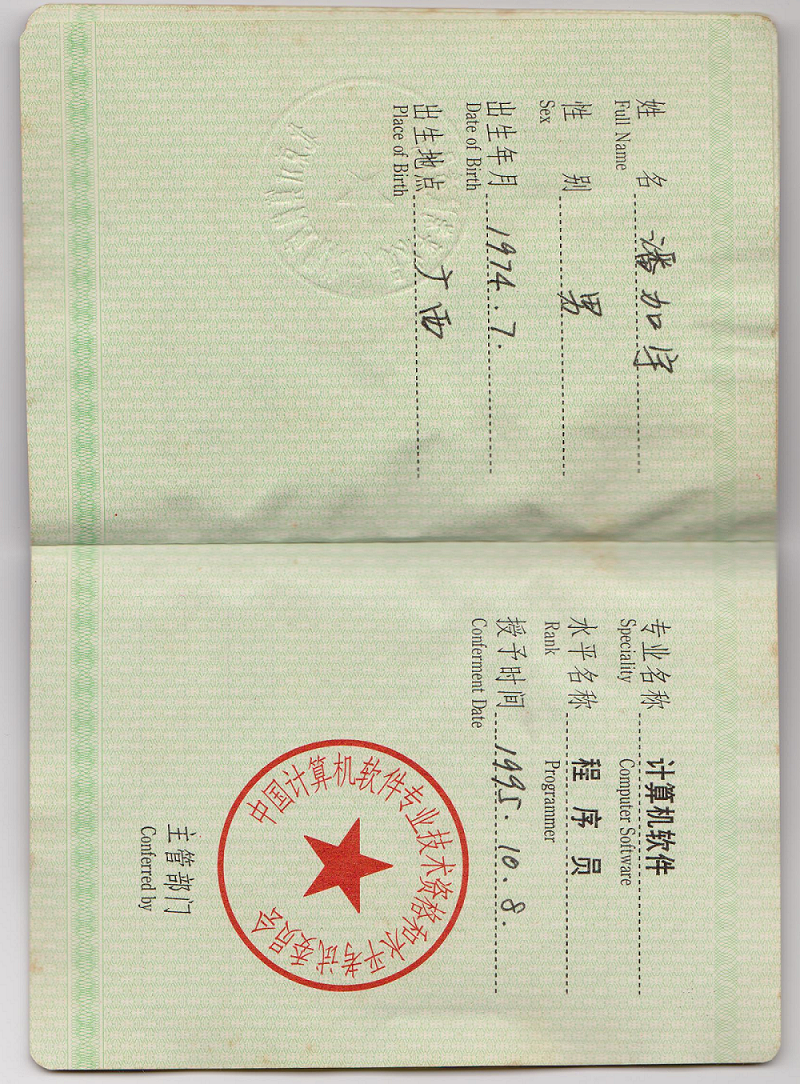 姓 名 潘加宇
Full Name
性 别 男
Sex
出生年月 1974.7.
Date of Birth
出生地点 广西
Place of Birth
专业名称 计算机软件
Speciality Computer Software
水平名称 程序员
Rank Programmer
授予时间 1995.10.8.
Conferment Date
中国计算机软件专业技术资格和水平考试委员会
主管部门
Conferred by